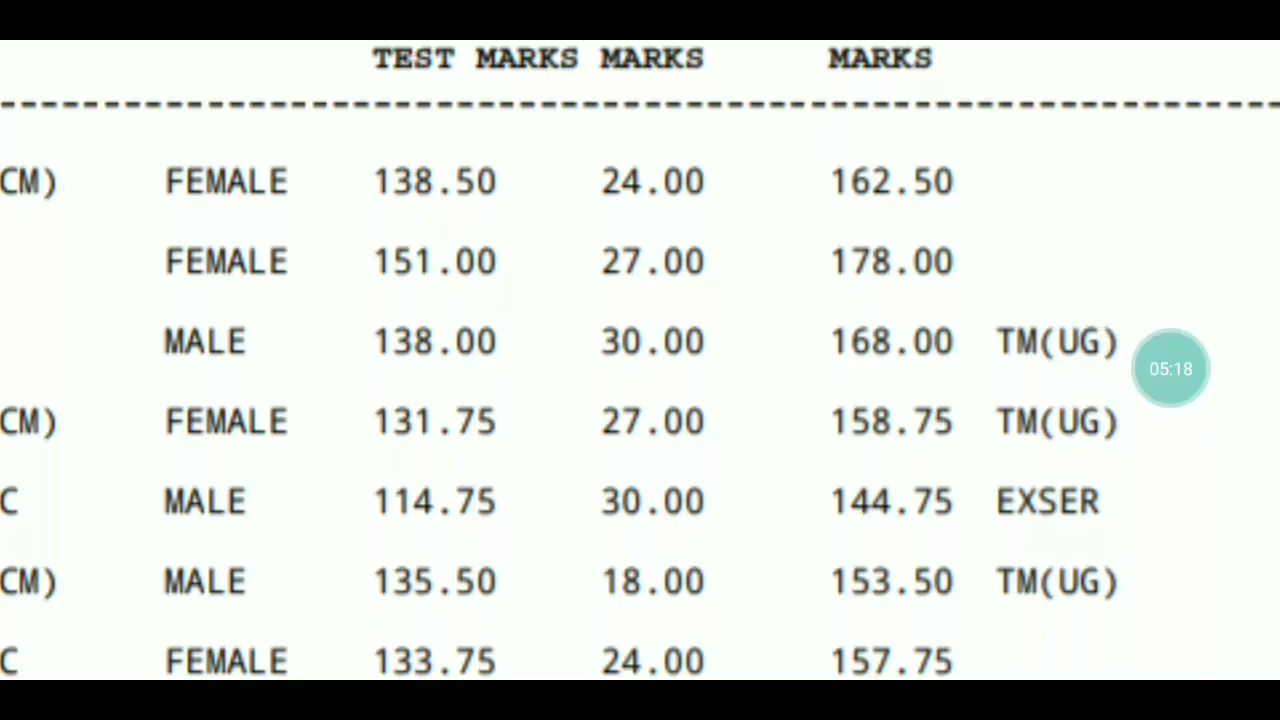 TEST MARKS MARKS MARKS
--------------------------------------------------------------
CM) FEMALE 138.50 24.00 162.50
FEMALE 151.00 27.00 178.00
MALE 138.00 30.00 168.00 TM(UG)
05:18
CM) FEMALE 131.75 27.00 158.75 TM(UG)
C MALE 114.75 30.00 144.75 EXSER
CM) MALE 135.50 18.00 153.50 TM(UG)
C FEMALE 133.75 24.00 157.75